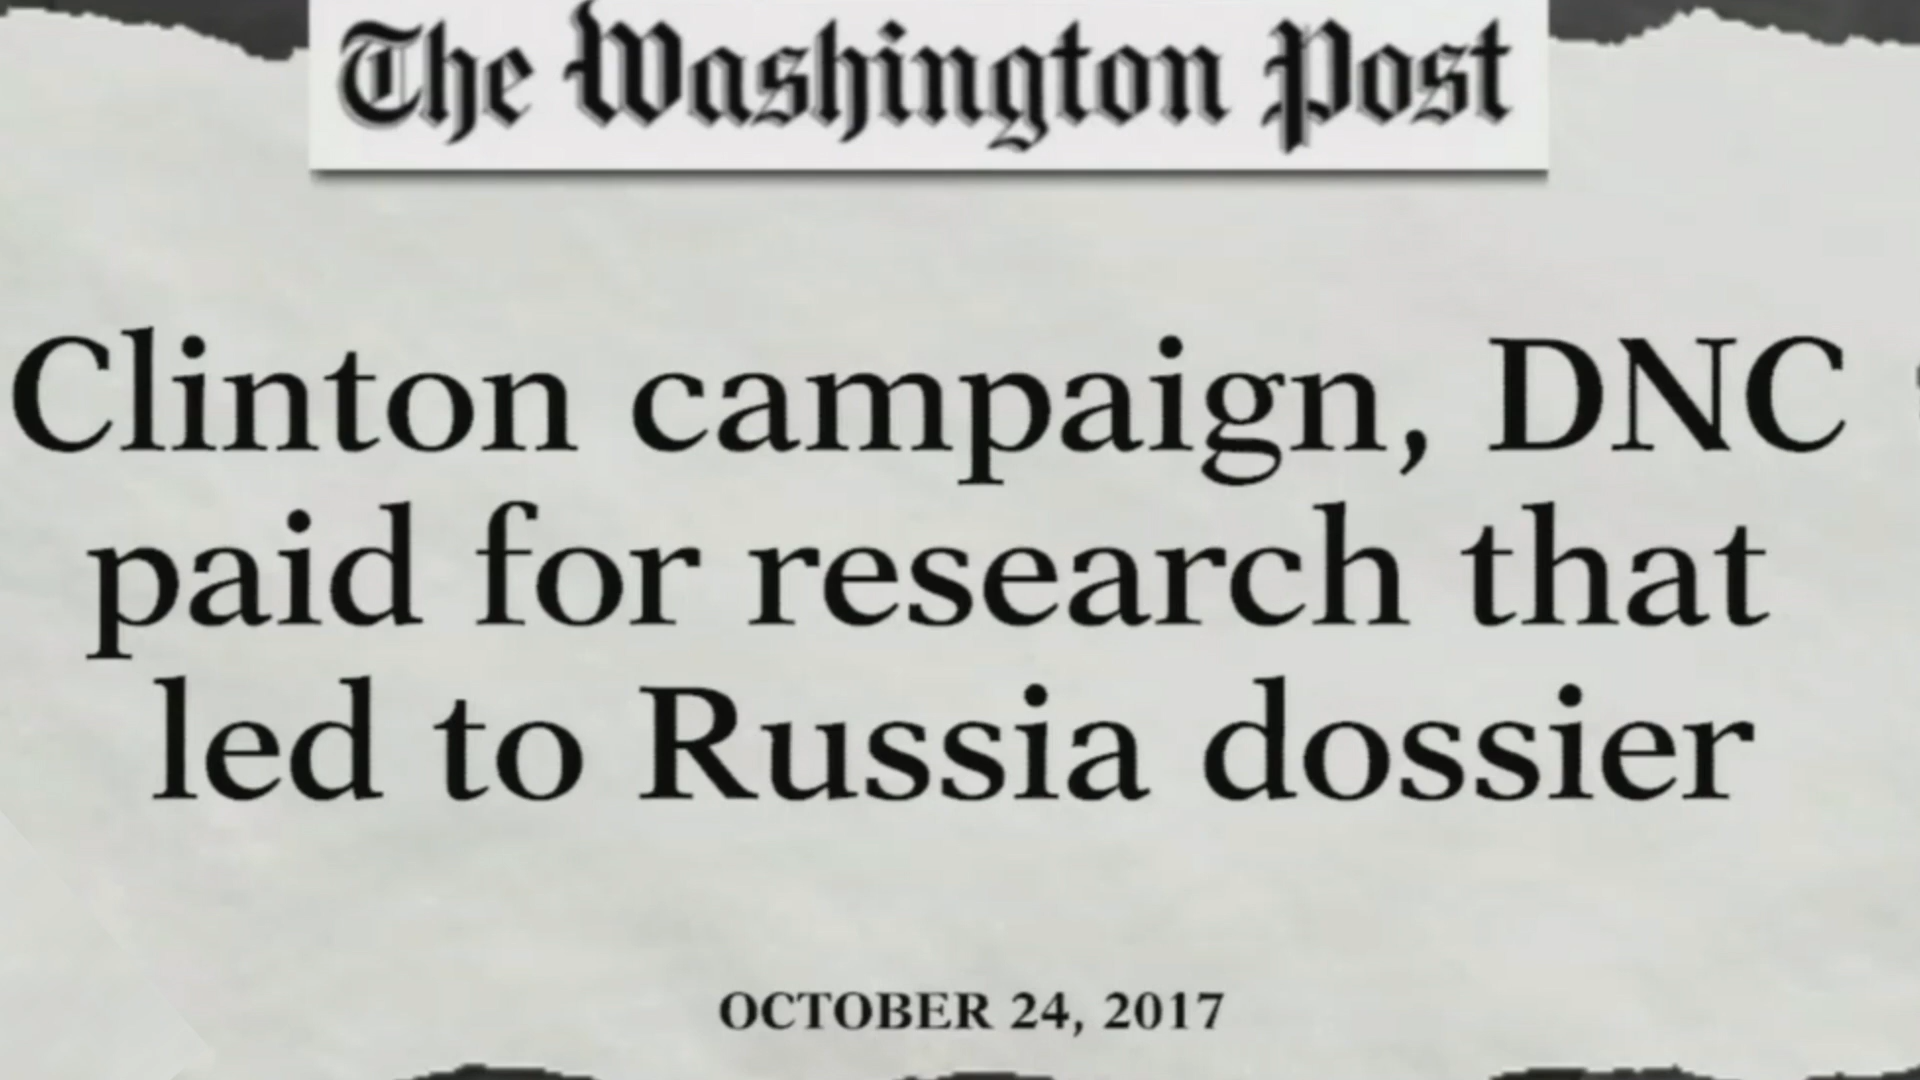 The Washington Post
Clinton campaign, DNC
paid for research that
led to Russia dossier
OCTOBER 24, 2017